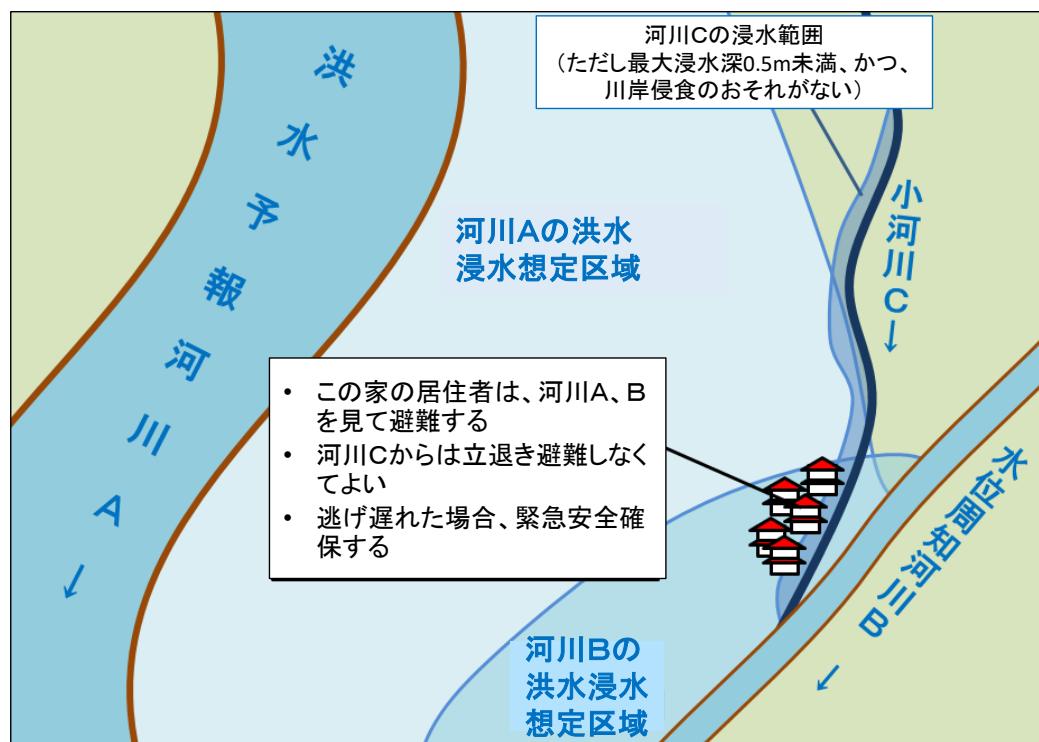 河川Cの浸水範囲
（ただし最大浸水深0.5m未満、かつ、
川岸侵食のおそれがない）
洪水予報河川A
↓
河川Aの洪水
浸水想定区域
小河川C
↓
• この家の居住者は、河川A、B
を見て避難する
• 河川Cからは立退き避難しなく
てよい
• 逃げ遅れた場合、緊急安全確
保する
水位周知河川B
↓
河川Bの
洪水浸水
想定区域